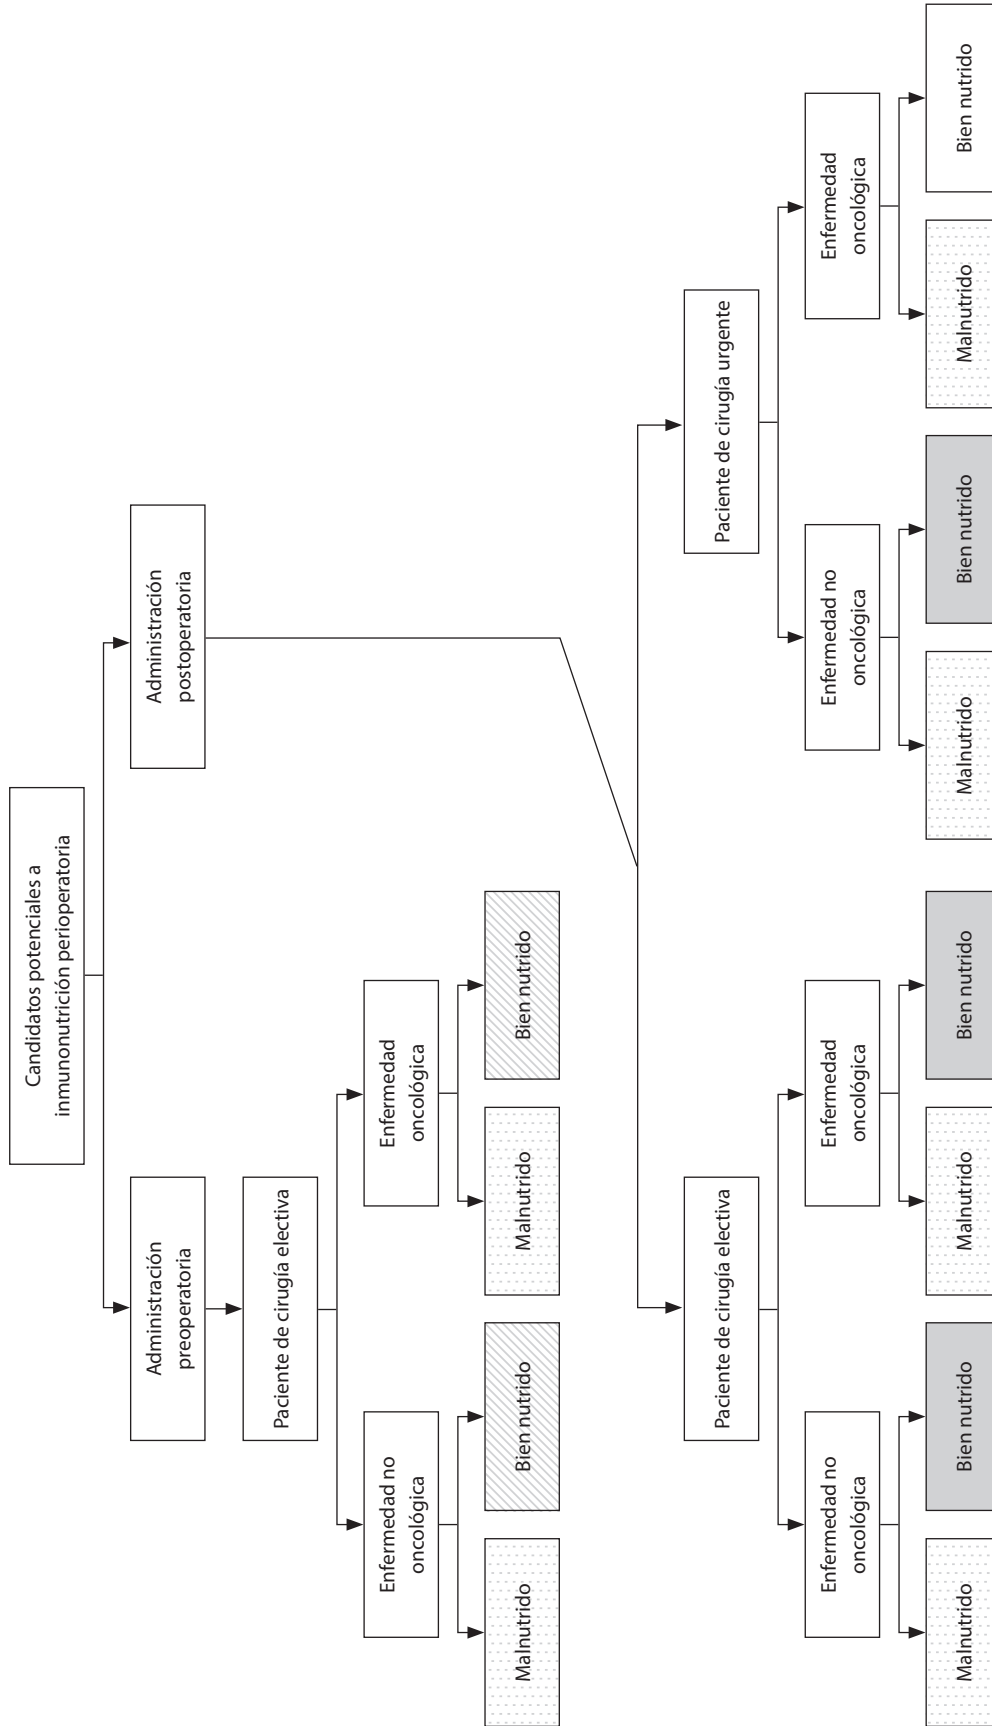 Candidatos potenciales a
inmunonutrición perioperatoria
Administración
preoperatoria
Administración
postoperatoria
Paciente de cirugía electiva
Enfermedad no
oncológica
Enfermedad
oncológica
Malnutrido
Bien nutrido
Malnutrido
Bien nutrido
Paciente de cirugía electiva
Paciente de cirugía urgente
Enfermedad no
oncológica
Enfermedad
oncológica
Enfermedad no
oncológica
Enfermedad
oncológica
Malnutrido
Bien nutrido
Malnutrido
Bien nutrido
Malnutrido
Bien nutrido
Malnutrido
Bien nutrido